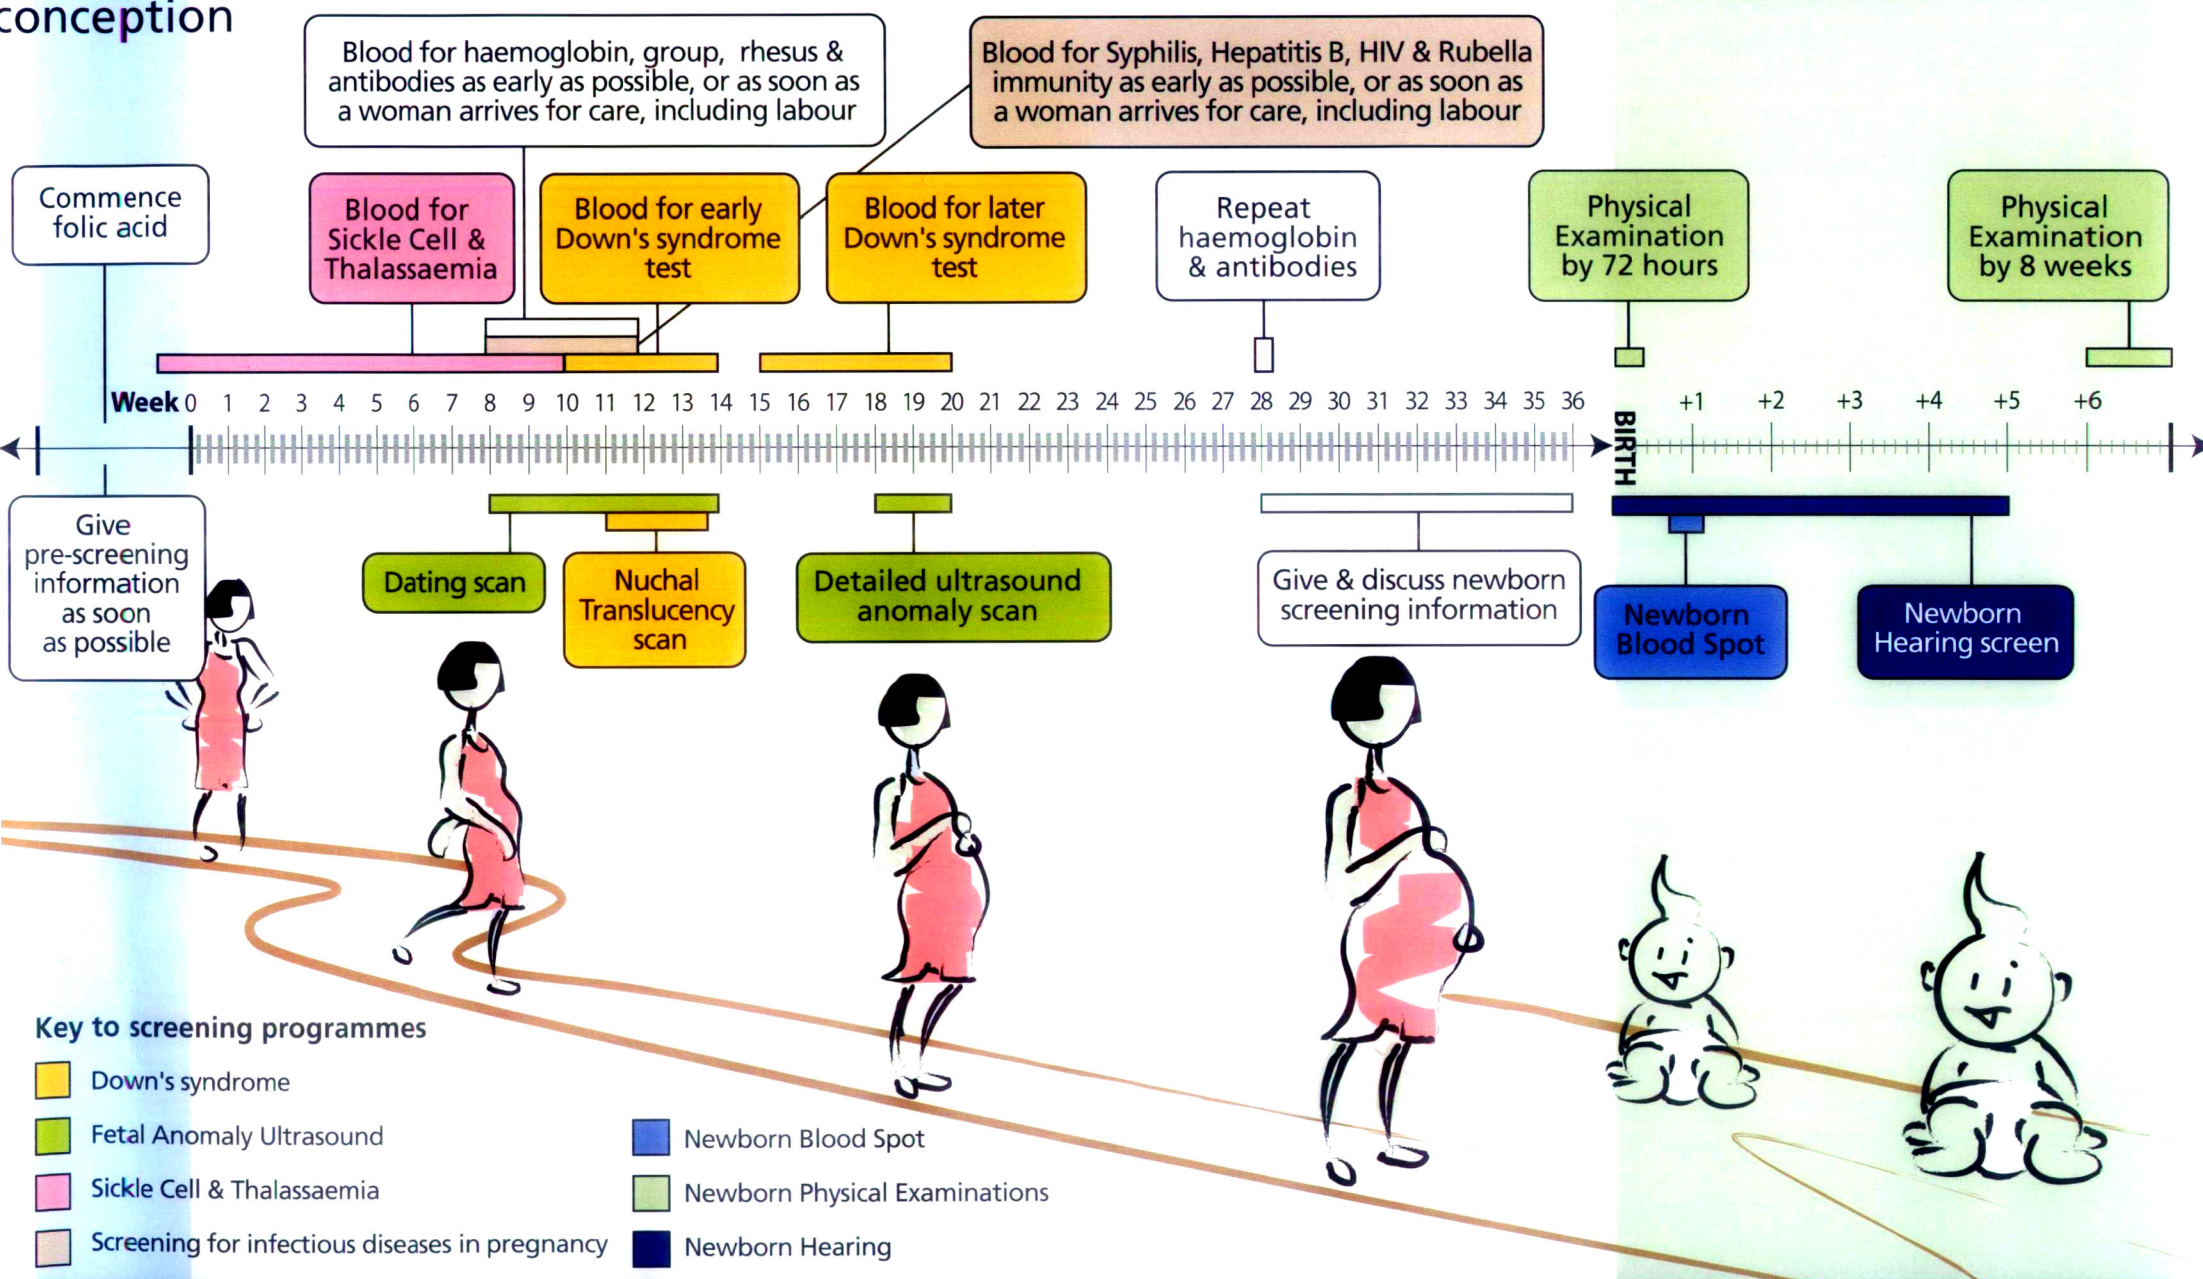 conception
Blood for haemoglobin, group, rhesus &
antibodies as early as possible, or as soon as
a woman arrives for care, including labour
Blood for Syphilis, Hepatitis B, HIV & Rubella
immunity as early as possible, or as soon as
a woman arrives for care, including labour
Commence
folic acid
Blood for
Sickle Cell &
Thalassaemia
Blood for early
Down's syndrome
test
Blood for later
Down's syndrome
test
Repeat
haemoglobin
& antibodies
Physical
Examination
by 72 hours
Physical
Examination
by 8 weeks
Week 0 1 2 3 4 5 6 7 8 9 10 11 12 13 14 15 16 17 18 19 20 21 22 23 24 25 26 27 28 29 30 31 32 33 34 35 36
BIRTH
+1 +2 +3 +4 +5 +6
Give
pre-screening
information
as soon
as possible
Dating scan
Nuchal
Translucency
scan
Detailed ultrasound
anomaly scan
Give & discuss newborn
screening information
Newborn
Blood Spot
Newborn
Hearing screen
Key to screening programmes
Down's syndrome
Fetal Anomaly Ultrasound
Sickle Cell & Thalassaemia
Screening for infectious diseases in pregnancy
Newborn Blood Spot
Newborn Physical Examinations
Newborn Hearing